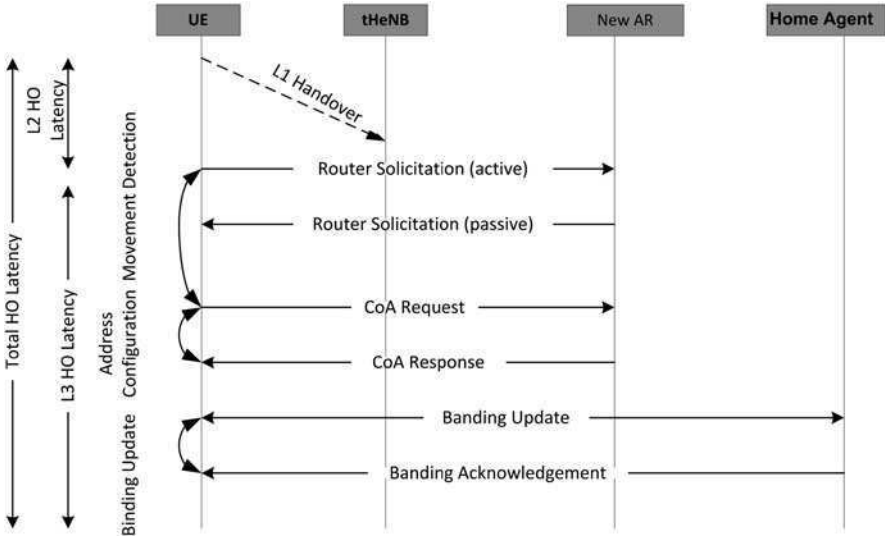 UE
tHeNB
New AR
Home Agent
L1 Handover
L2 HO
Latency
Total HO Latency
L3 HO Latency
Movement Detection
Address
Configuration
Binding Update
Router Solicitation (active)
Router Solicitation (passive)
CoA Request
CoA Response
Banding Update
Banding Acknowledgement